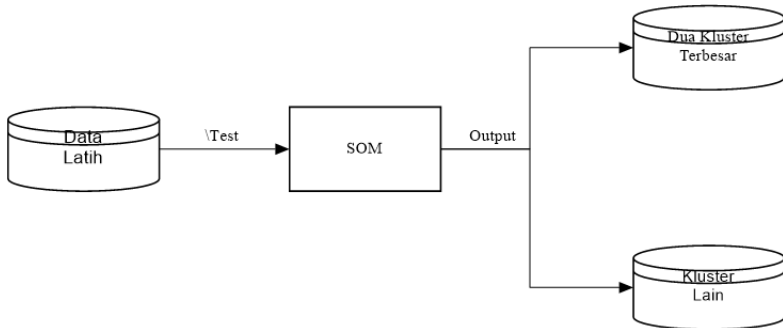 Dua Kluster
Terbesar
Data
Latih
\Test
SOM
Output
Kluster
Lain